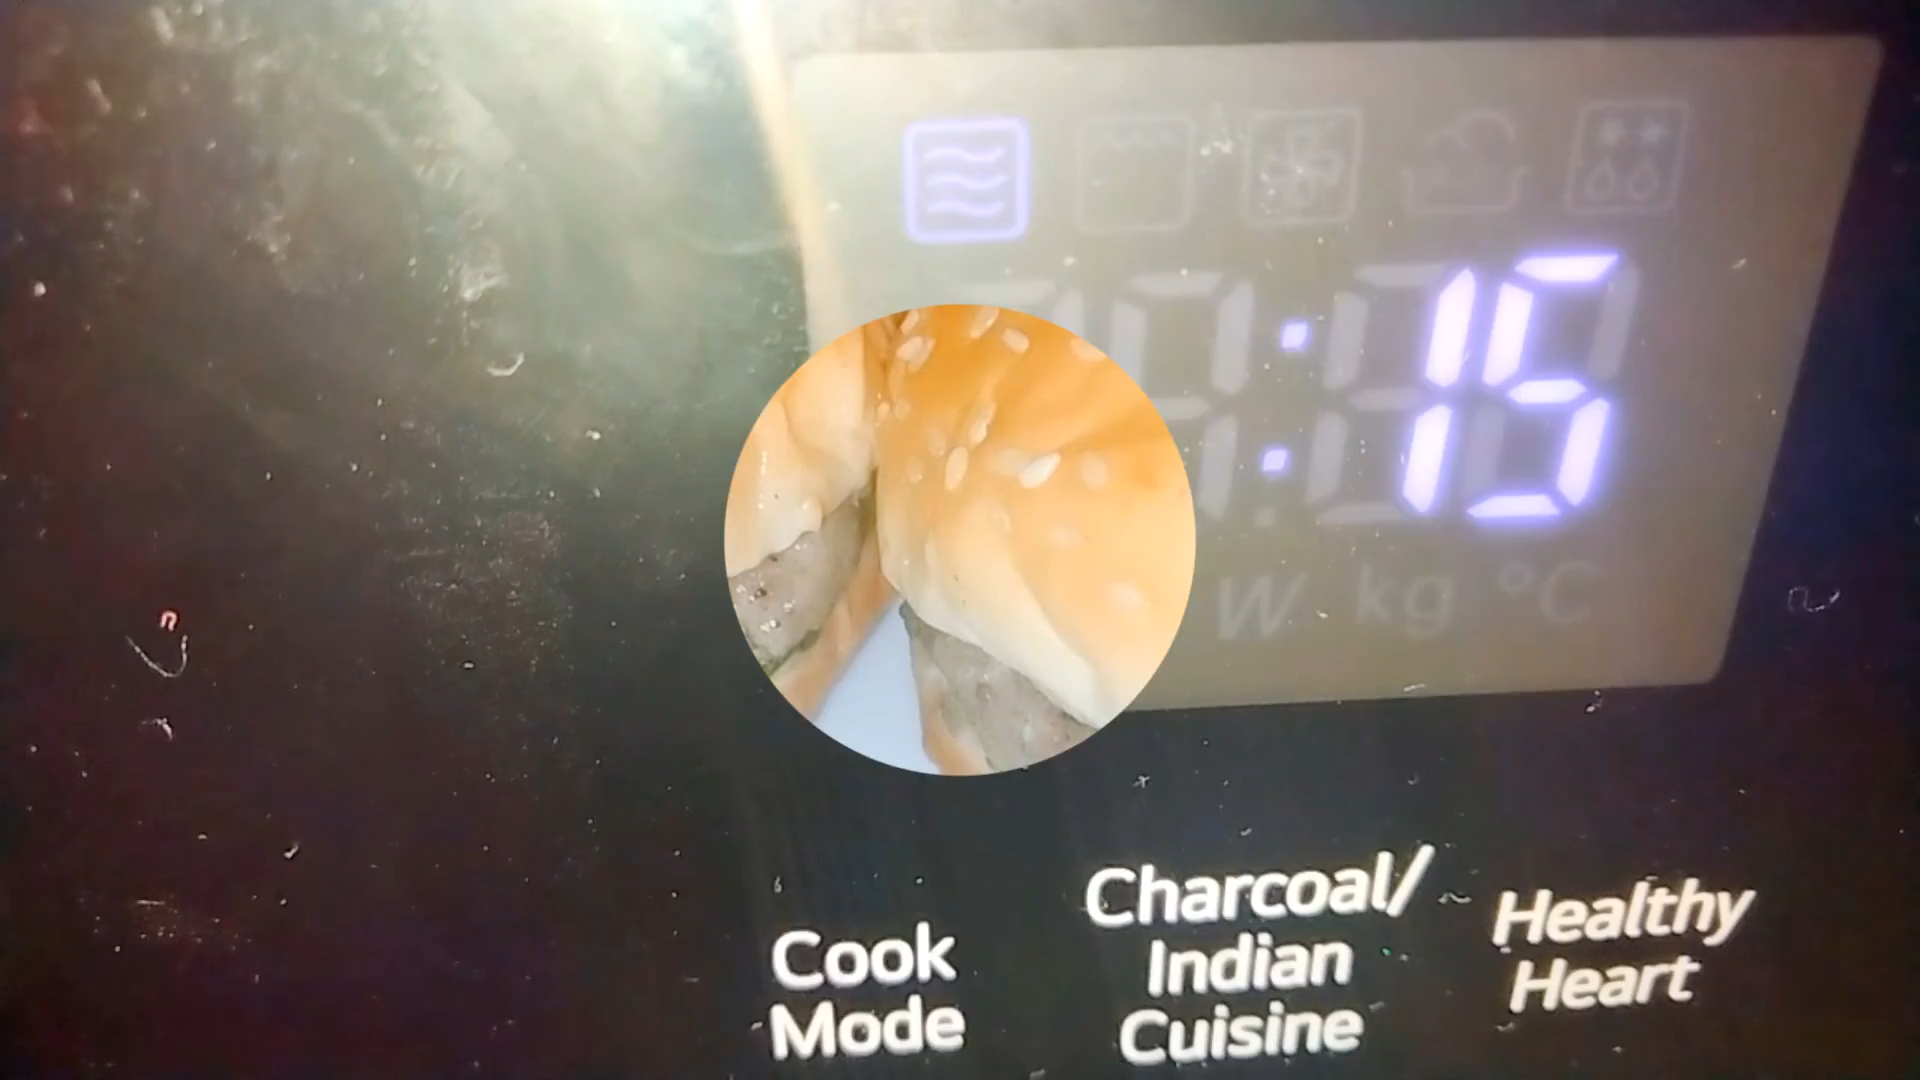 :15
W kg °C
Cook
Mode
Charcoal/
Indian
Cuisine
Healthy
Heart